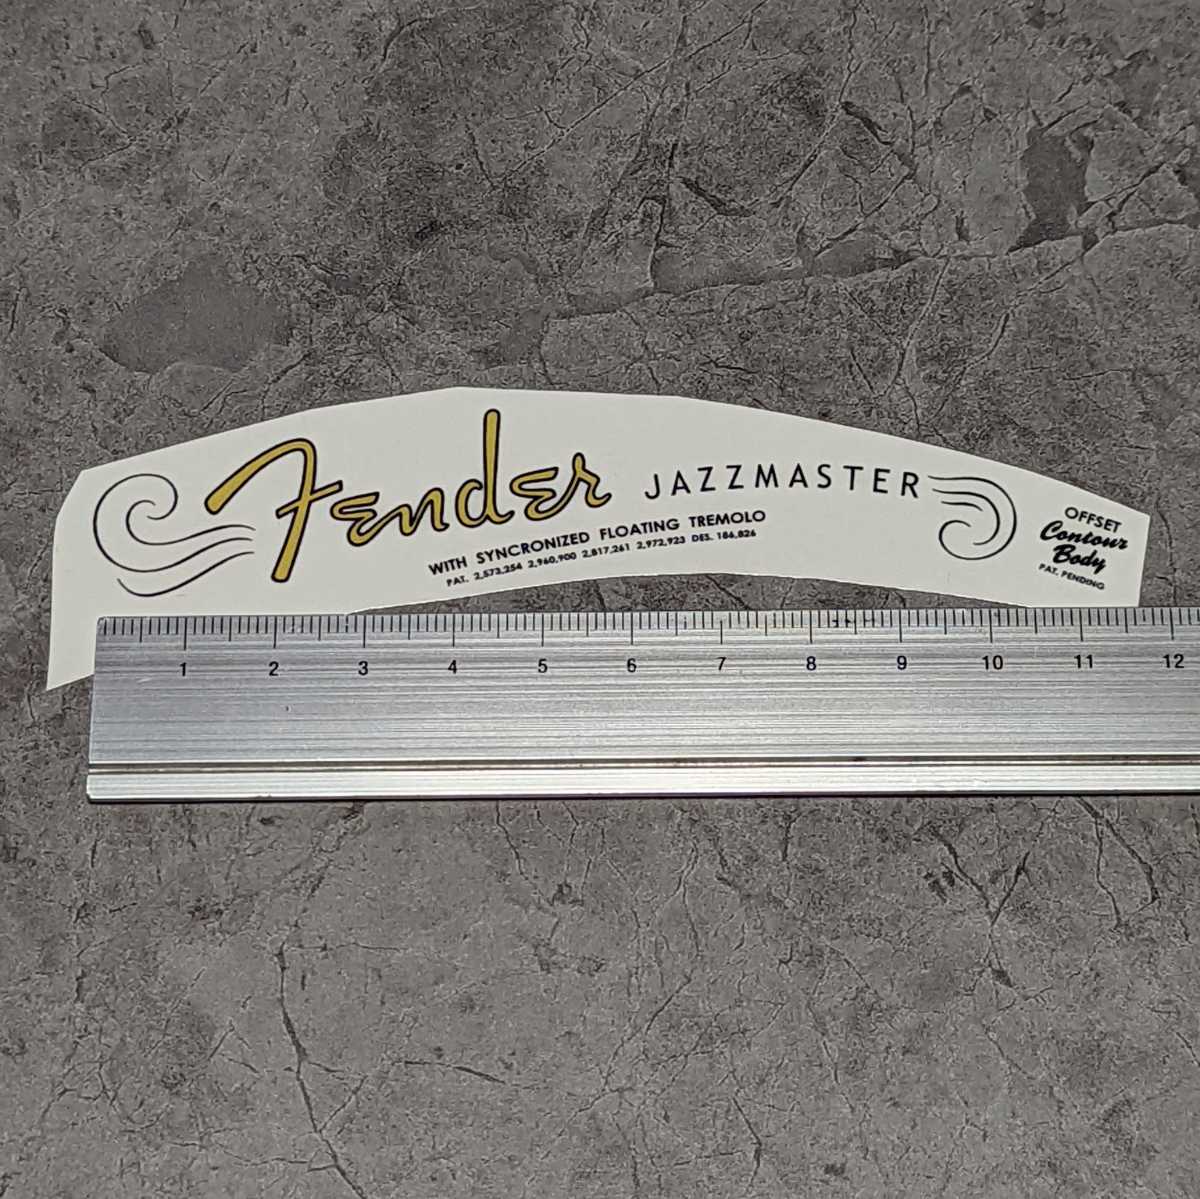 Fender JAZZMASTER
WITH SYNCRONIZED FLOATING TREMOLO
PAT. 2,573,254 2,960,900 2,817,261 2,972,923 DES. 186,826
OFFSET
Contour
Body
PAT. PENDING
1 2 3 4 5 6 7 8 9 10 11 12